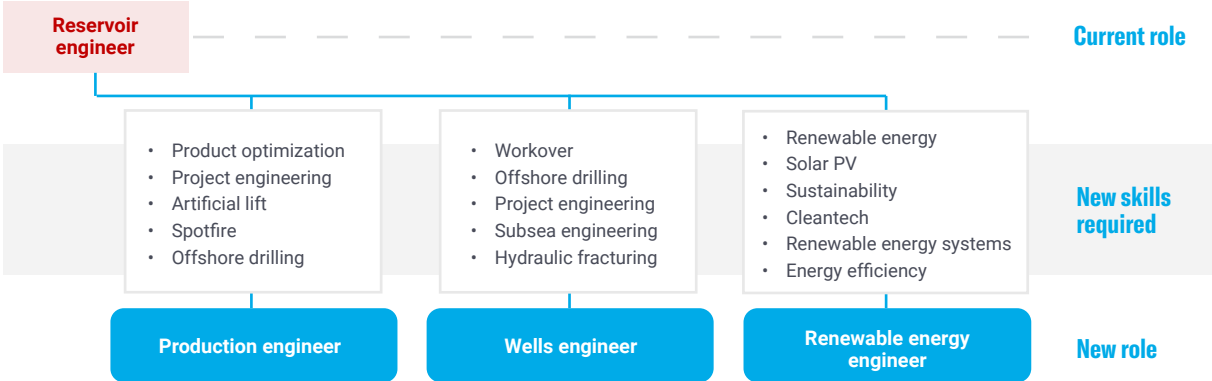 Reservoir
engineer
Current role
• Product optimization
• Project engineering
• Artificial lift
• Spotfire
• Offshore drilling
• Workover
• Offshore drilling
• Project engineering
• Subsea engineering
• Hydraulic fracturing
• Renewable energy
• Solar PV
• Sustainability
• Cleantech
• Renewable energy systems
• Energy efficiency
New skills
required
Production engineer
Wells engineer
Renewable energy
engineer
New role